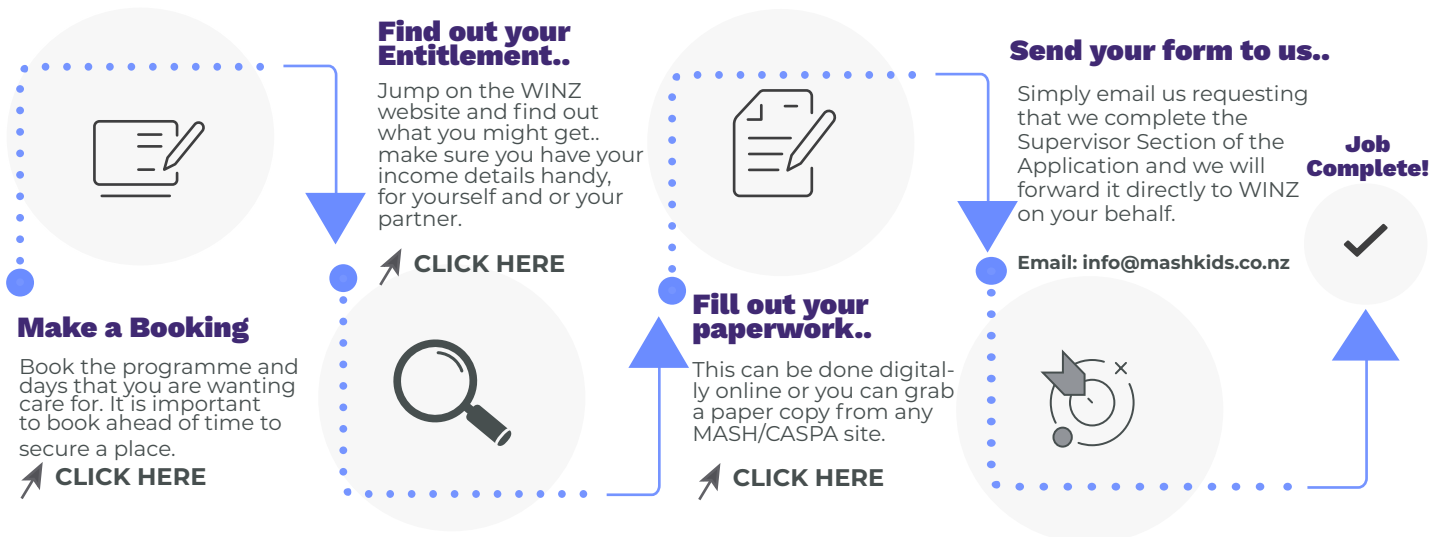 Make a Booking
Book the programme and
days that you are wanting
care for. It is important
to book ahead of time to
secure a place.
CLICK HERE
Find out your
Entitlement..
Jump on the WINZ
website and find out
what you might get..
make sure you have your
income details handy,
for yourself and or your
partner.
CLICK HERE
Fill out your
paperwork..
This can be done digital-
ly online or you can grab
a paper copy from any
MASH/CASPA site.
CLICK HERE
Send your form to us..
Simply email us requesting
that we complete the
Supervisor Section of the
Application and we will
forward it directly to WINZ
on your behalf.
Email: info@mashkids.co.nz
Job
Complete!